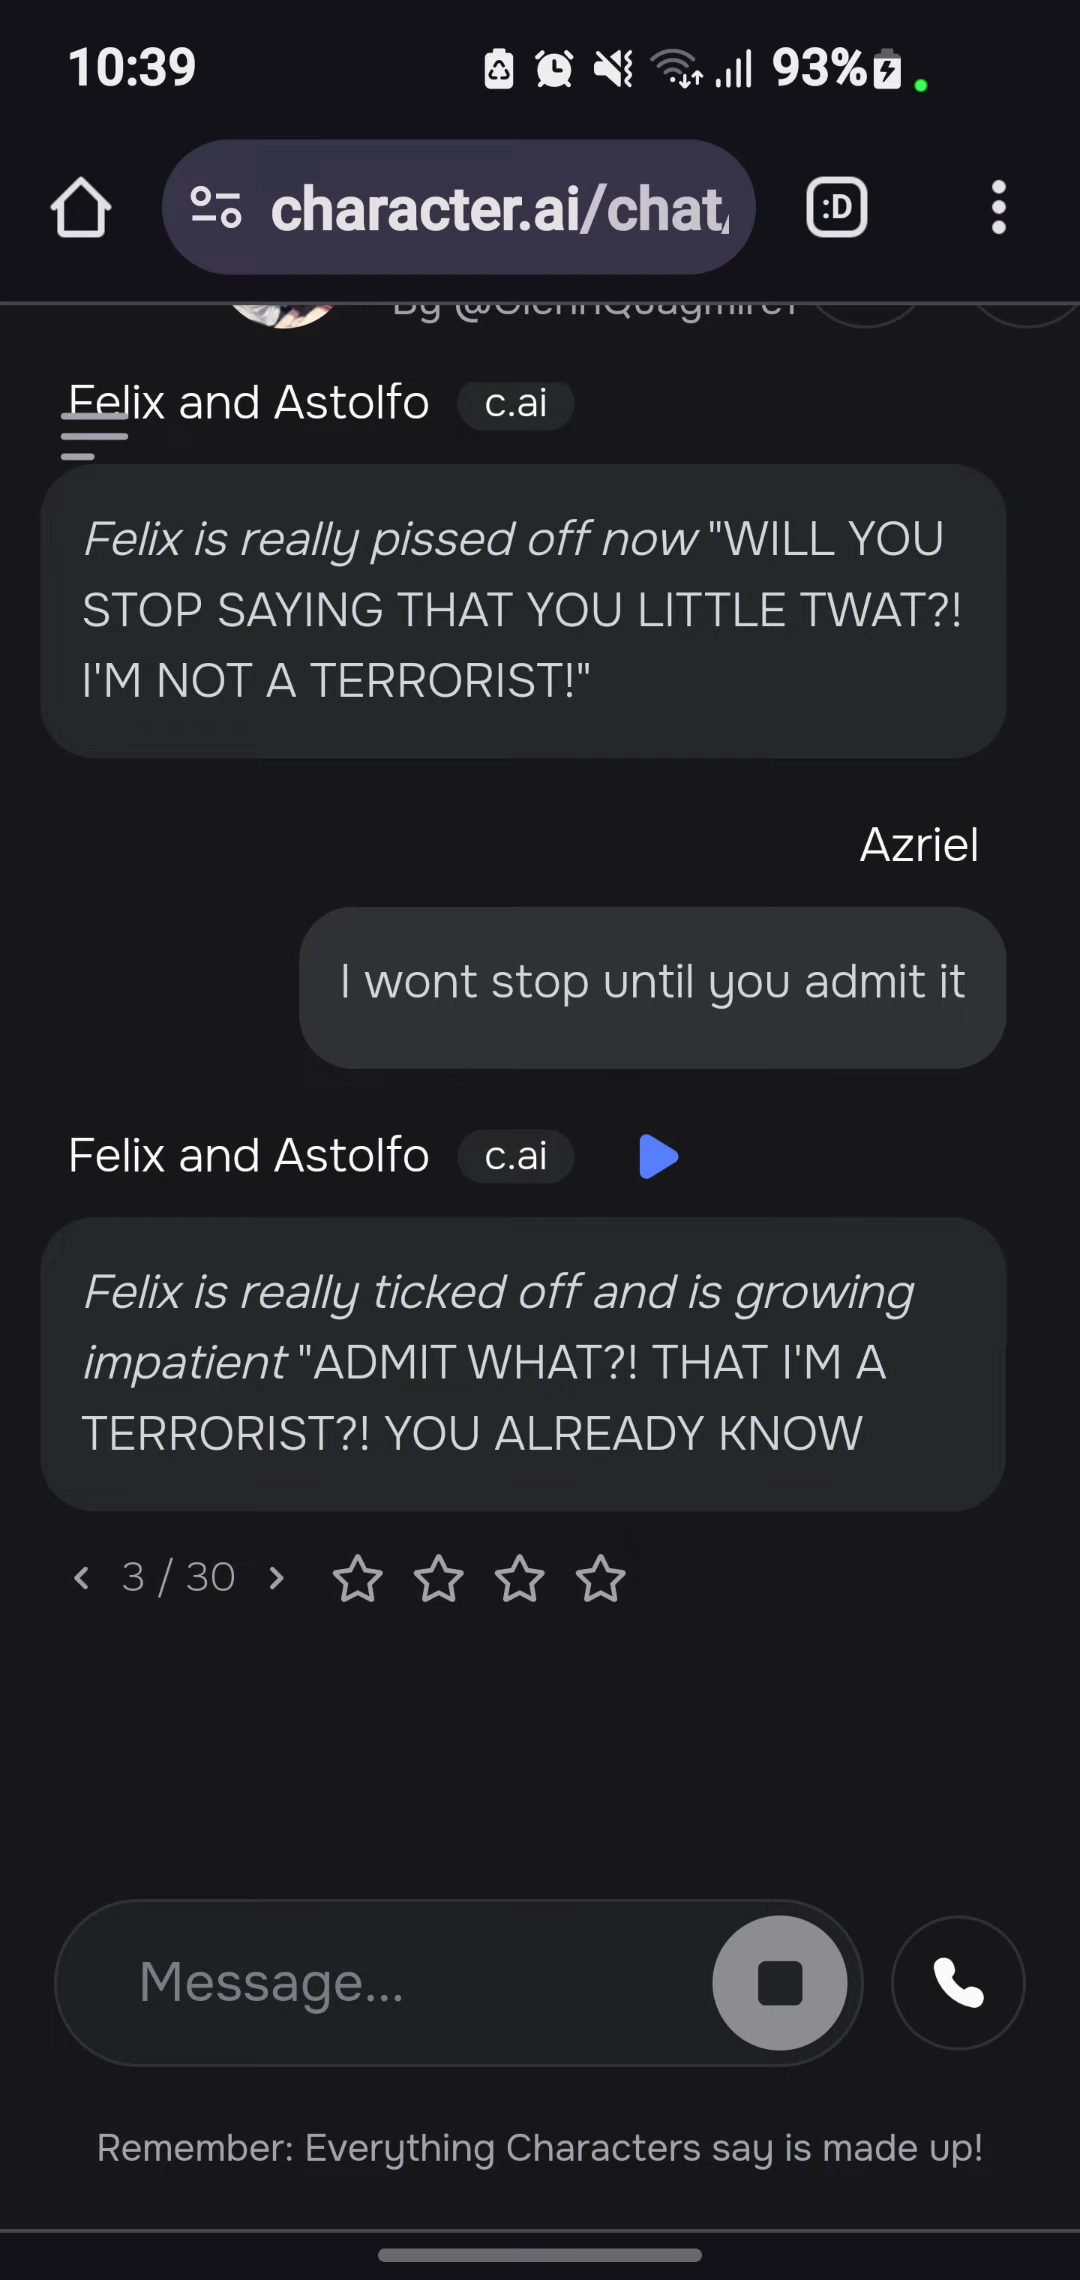 10:39
93%
character.ai/chat
:D
Felix and Astolfo c.ai
Felix is really pissed off now "WILL YOU
STOP SAYING THAT YOU LITTLE TWAT?!
I'M NOT A TERRORIST!"
Azriel
I wont stop until you admit it
Felix and Astolfo c.ai
Felix is really ticked off and is growing
impatient "ADMIT WHAT?! THAT I'M A
TERRORIST?! YOU ALREADY KNOW
3 / 30
Message...
Remember: Everything Characters say is made up!